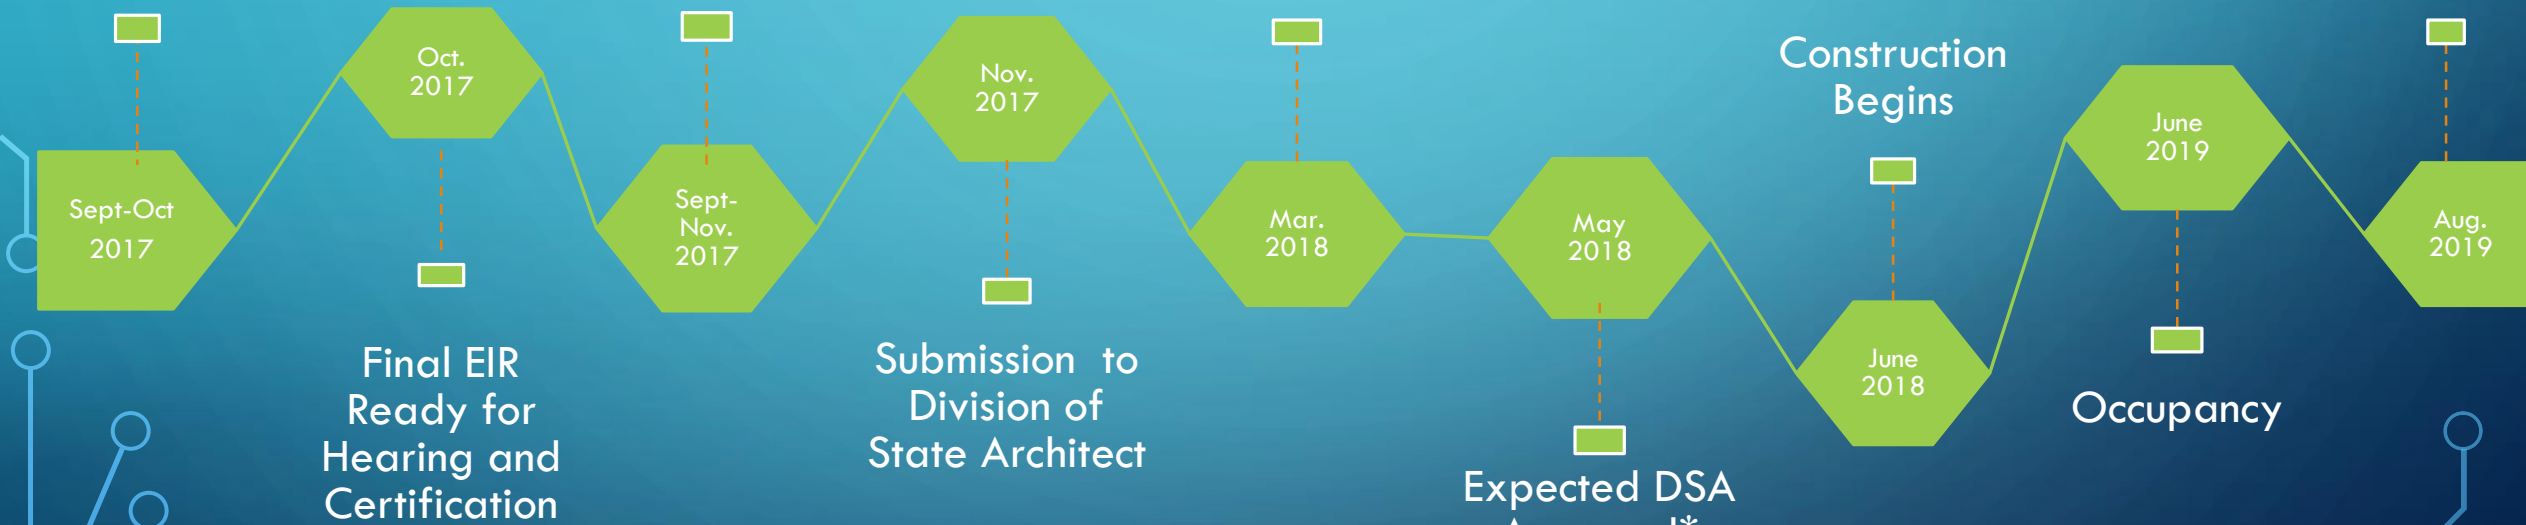 Sept-Oct
2017
Oct.
2017
Final EIR
Ready for
Hearing and
Certification
Sept-
Nov.
2017
Nov.
2017
Submission to
Division of
State Architect
Mar.
2018
May
2018
Expected DSA
Construction
Begins
June
2018
June
2019
Occupancy
Aug.
2019